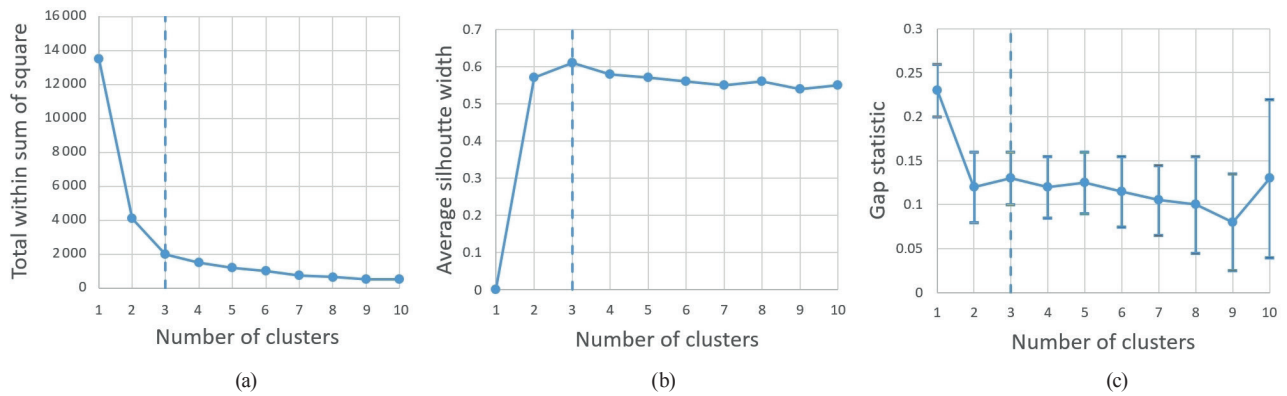 Total within sum of square
16 000
14 000
12 000
10 000
8 000
6 000
4 000
2 000
0
1 2 3 4 5 6 7 8 9 10
Number of clusters
(a)
Average silhoutte width
0.7
0.6
0.5
0.4
0.3
0.2
0.1
0
1 2 3 4 5 6 7 8 9 10
Number of clusters
(b)
Gap statistic
0.3
0.25
0.2
0.15
0.1
0.05
0
1 2 3 4 5 6 7 8 9 10
Number of clusters
(c)